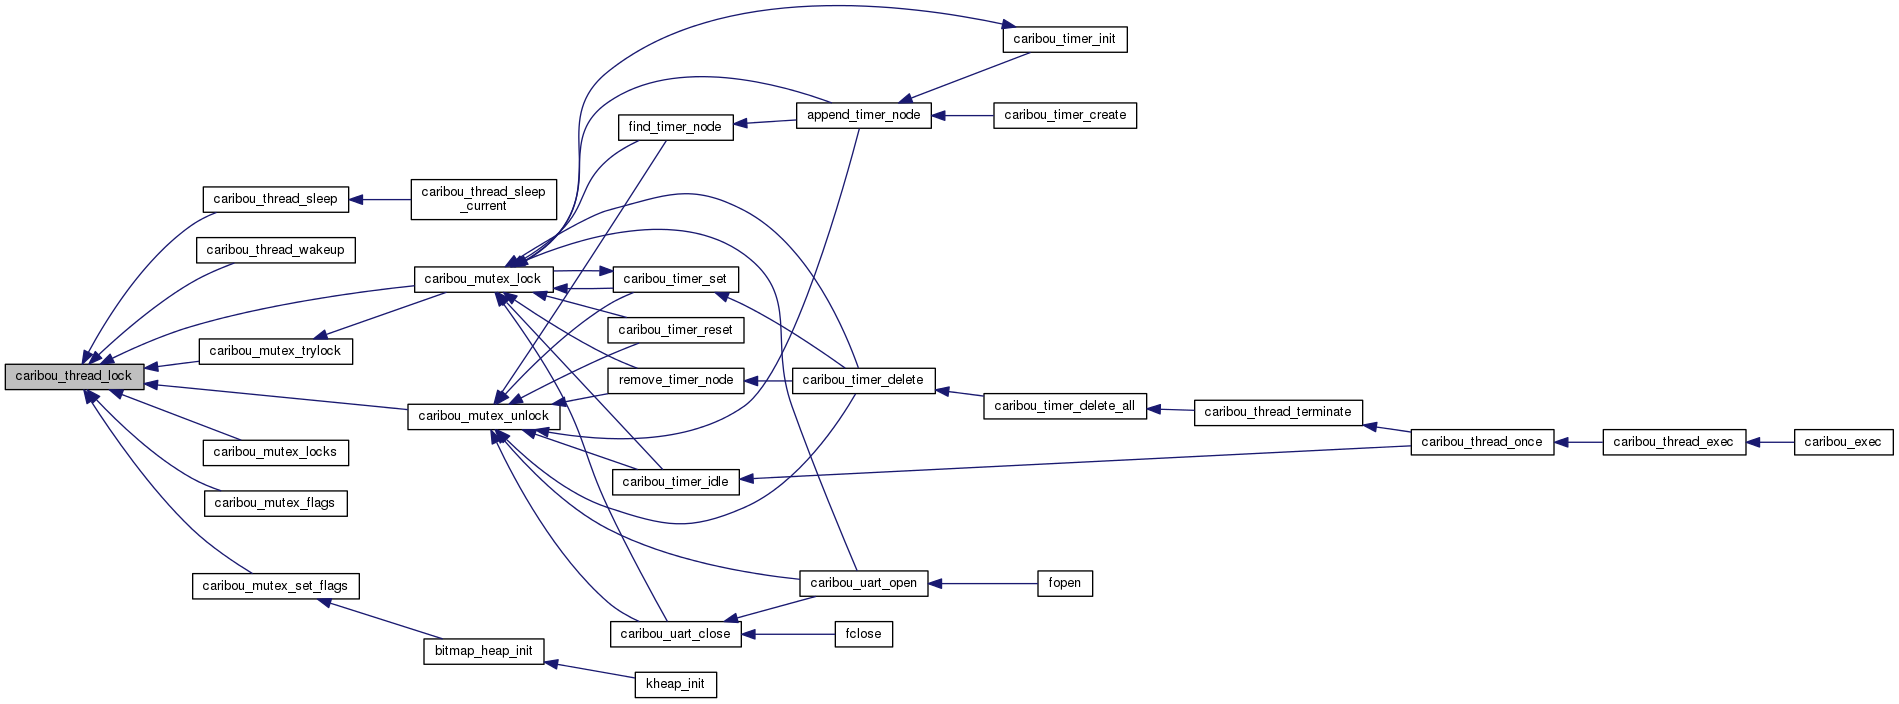 caribou_timer_init
append_timer_node
caribou_timer_create
find_timer_node
caribou_thread_sleep
caribou_thread_sleep
_current
caribou_thread_wakeup
caribou_mutex_lock
caribou_timer_set
caribou_timer_reset
caribou_mutex_trylock
caribou_thread_lock
remove_timer_node
caribou_timer_delete
caribou_timer_delete_all
caribou_thread_terminate
caribou_mutex_unlock
caribou_thread_once
caribou_thread_exec
caribou_exec
caribou_mutex_locks
caribou_timer_idle
caribou_mutex_flags
caribou_mutex_set_flags
caribou_uart_open
fopen
caribou_uart_close
fclose
bitmap_heap_init
kheap_init